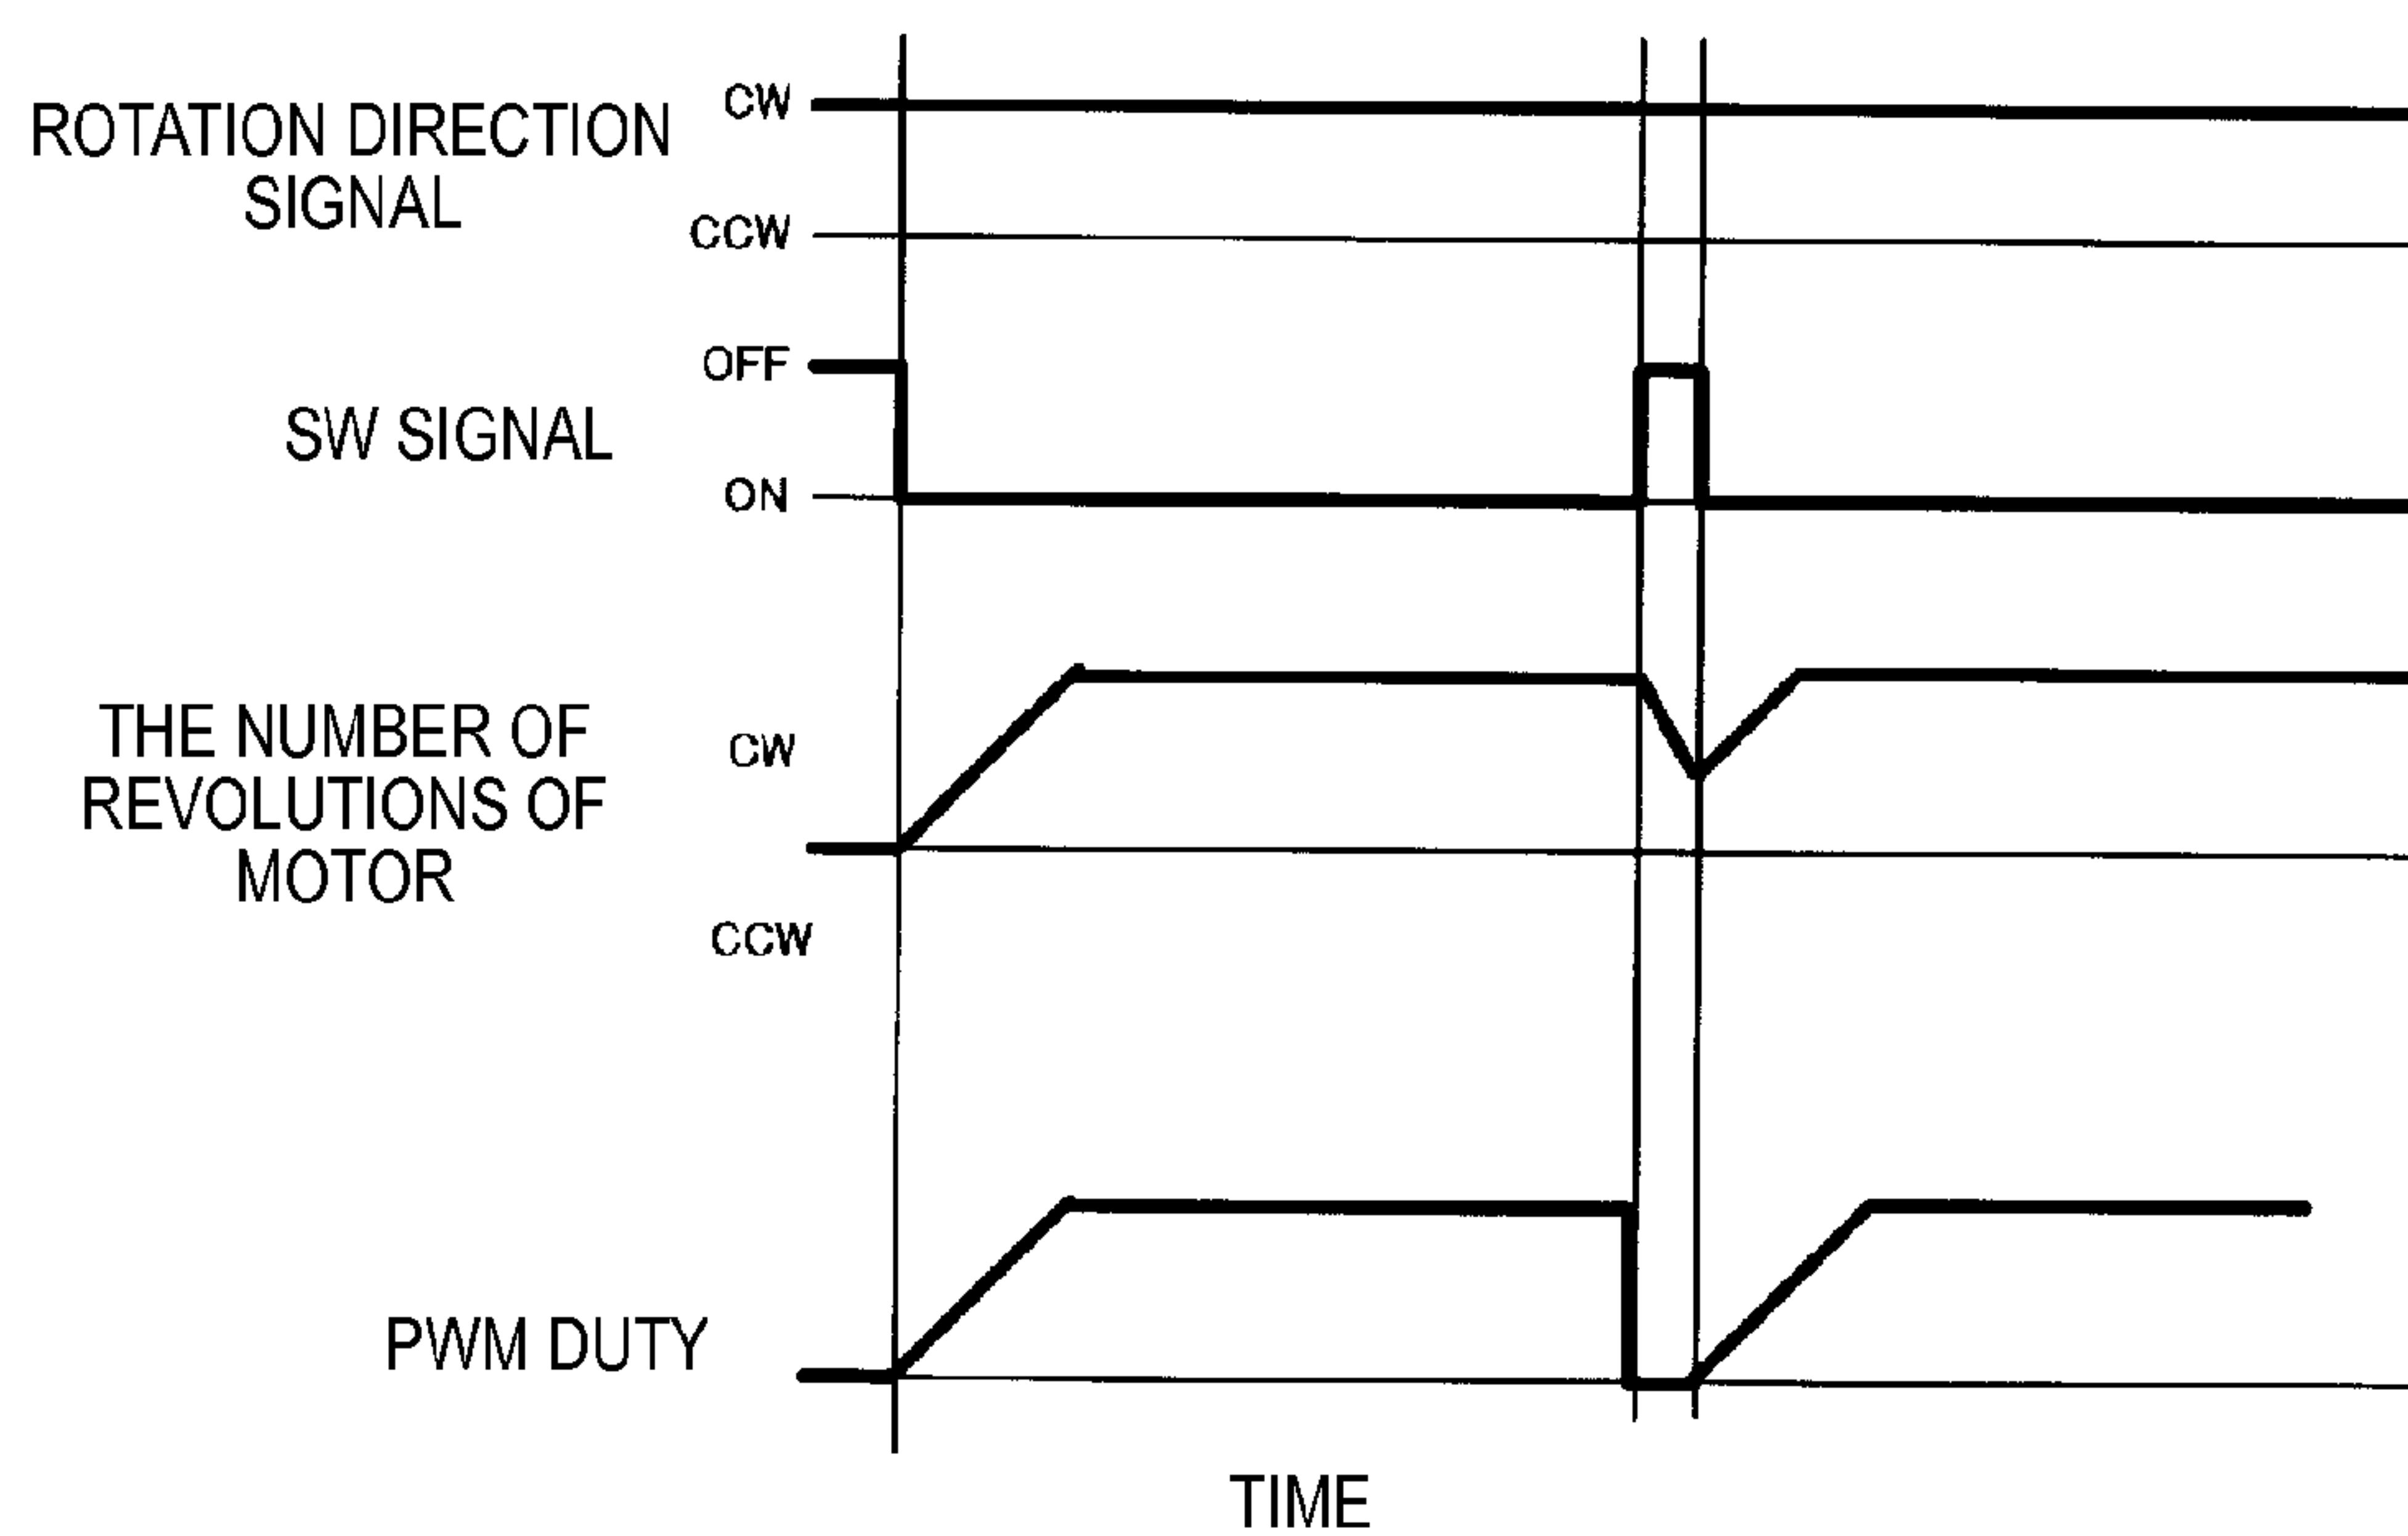 ROTATION DIRECTION
SIGNAL
CW
CCW
SW SIGNAL
OFF
ON
THE NUMBER OF
REVOLUTIONS OF
MOTOR
CW
CCW
PWM DUTY
TIME